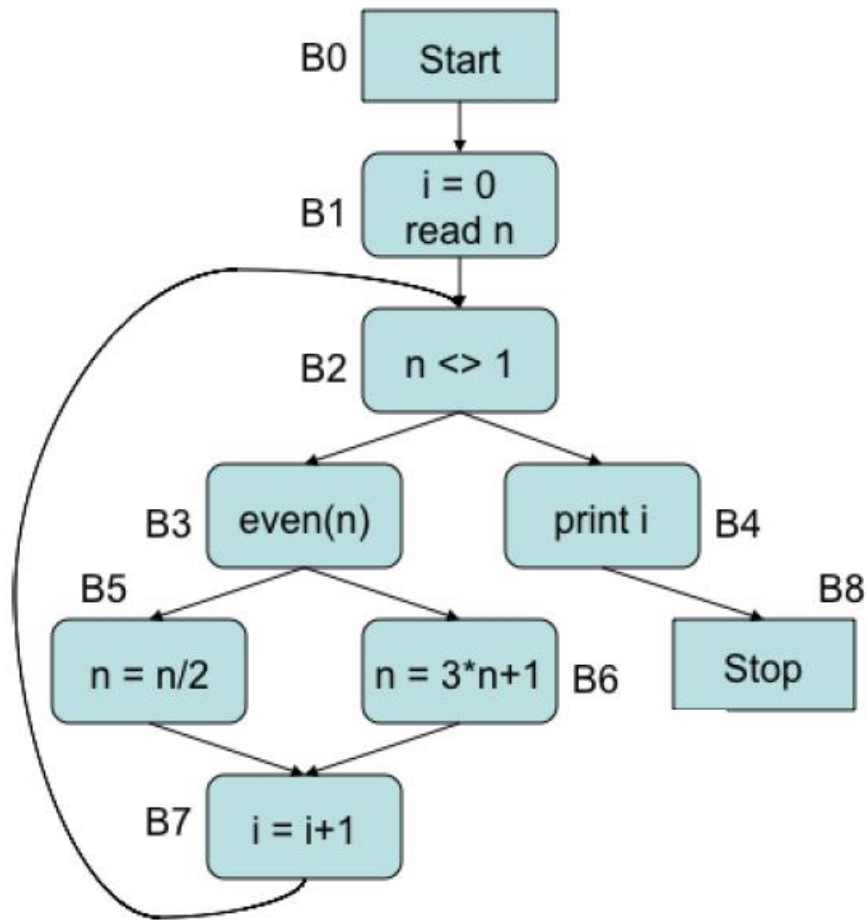 B0
Start
B1
i = 0
read n
B2
n <> 1
B3
even(n)
print i
B4
B5
B8
n = n/2
n = 3*n+1
B6
Stop
B7
i = i+1